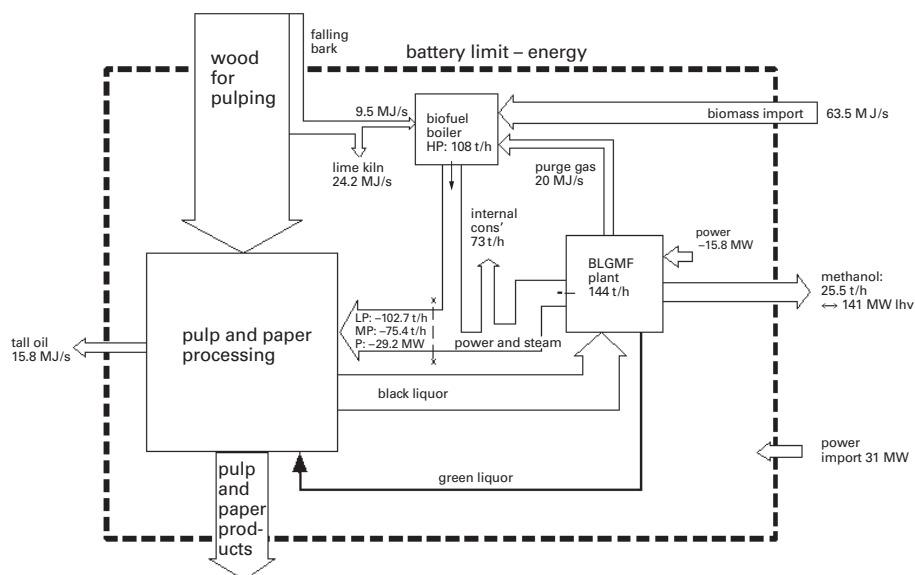 battery limit – energy
falling
bark
wood
for
pulping
9.5 MJ/s
biofuel
boiler
HP: 108 t/h
biomass import
63.5 M J/s
lime kiln
24.2 MJ/s
purge gas
20 MJ/s
internal
cons’
73 t/h
power
–15.8 MW
BLGMF
plant
144 t/h
methanol:
25.5 t/h
↔ 141 MW lhv
LP: –102.7 t/h
MP: –75.4 t/h
P: –29.2 MW
power and steam
pulp and paper
processing
tall oil
15.8 MJ/s
black liquor
power
import 31 MW
green liquor
pulp
and
paper
prod-
ucts